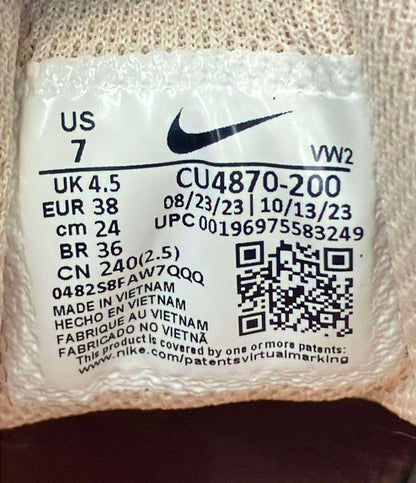 US
7
VW2
UK 4.5
EUR 38
cm 24
BR 36
CN 240(2.5)
CU4870-200
08/23/23 | 10/13/23
UPC 00196975583249
0482S8FAW7QQQ
MADE IN VIETNAM
HECHO EN VIETNAM
FABRIQUE AU VIETNAM
FABRICADO NO VIETNÃ
This product is covered by one or more patents:
www.nike.com/patentsvirtualmarking